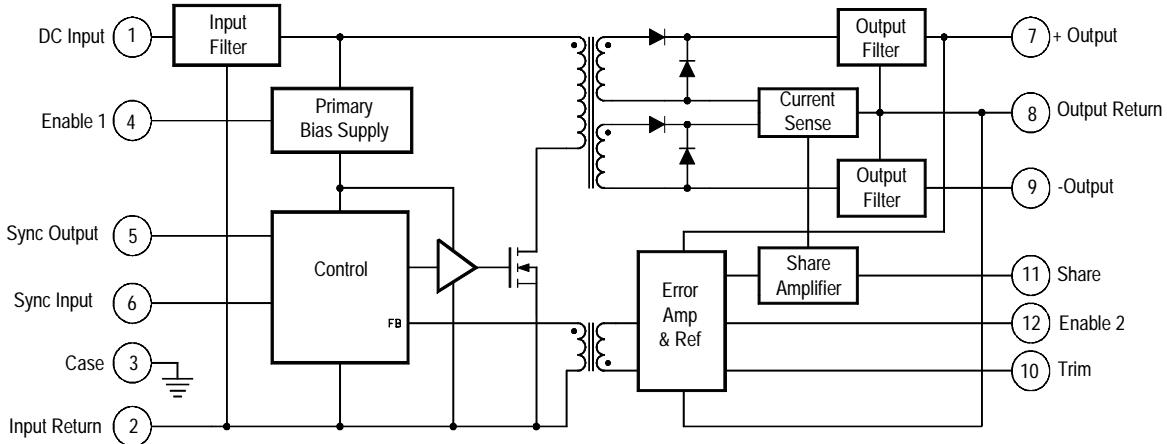 DC Input
1
Input
Filter
Output
Filter
7
+ Output
Enable 1
4
Primary
Bias Supply
Current
Sense
8
Output Return
Output
Filter
9
-Output
Sync Output
5
Control
Share
Amplifier
11
Share
Sync Input
6
FB
Error
Amp
& Ref
12
Enable 2
Case
3
10
Trim
Input Return
2